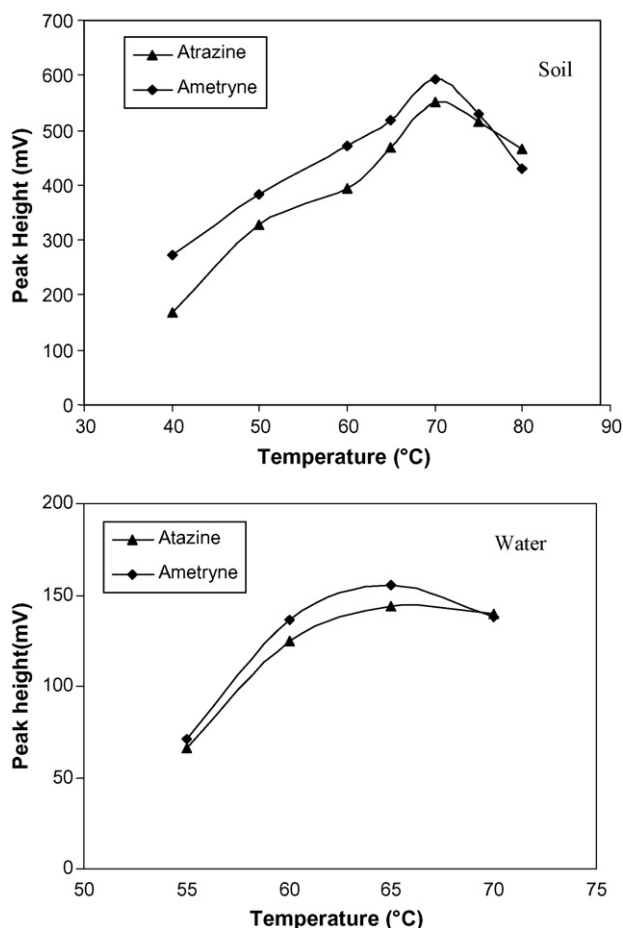 700
600
500
400
300
200
100
0
Peak Height (mV)
Atrazine
Ametryne
Soil
30 40 50 60 70 80 90
Temperature (°C)
200
150
100
50
0
Peak height(mV)
Atazine
Ametryne
Water
50 55 60 65 70 75
Temperature (°C)